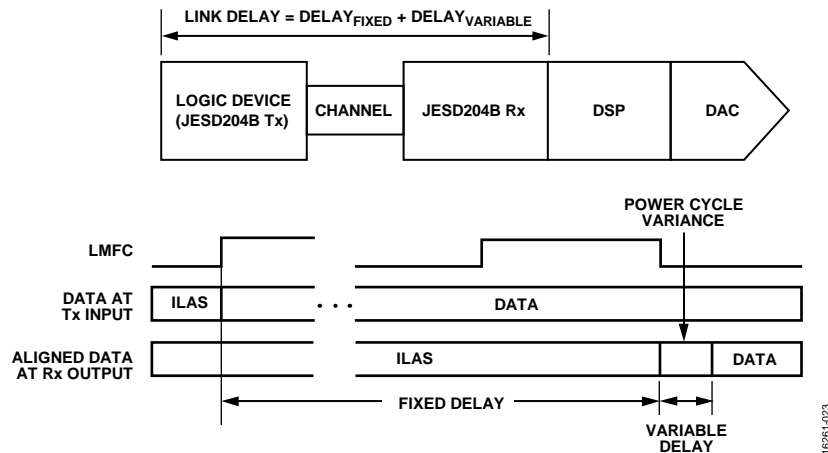 LINK DELAY = DELAYFIXED + DELAYVARIABLE
LOGIC DEVICE
(JESD204B Tx)
CHANNEL
JESD204B Rx
DSP
DAC
POWER CYCLE
VARIANCE
LMFC
DATA AT
Tx INPUT
ILAS
...
DATA
ALIGNED DATA
AT Rx OUTPUT
ILAS
DATA
FIXED DELAY
VARIABLE
DELAY
16261-023